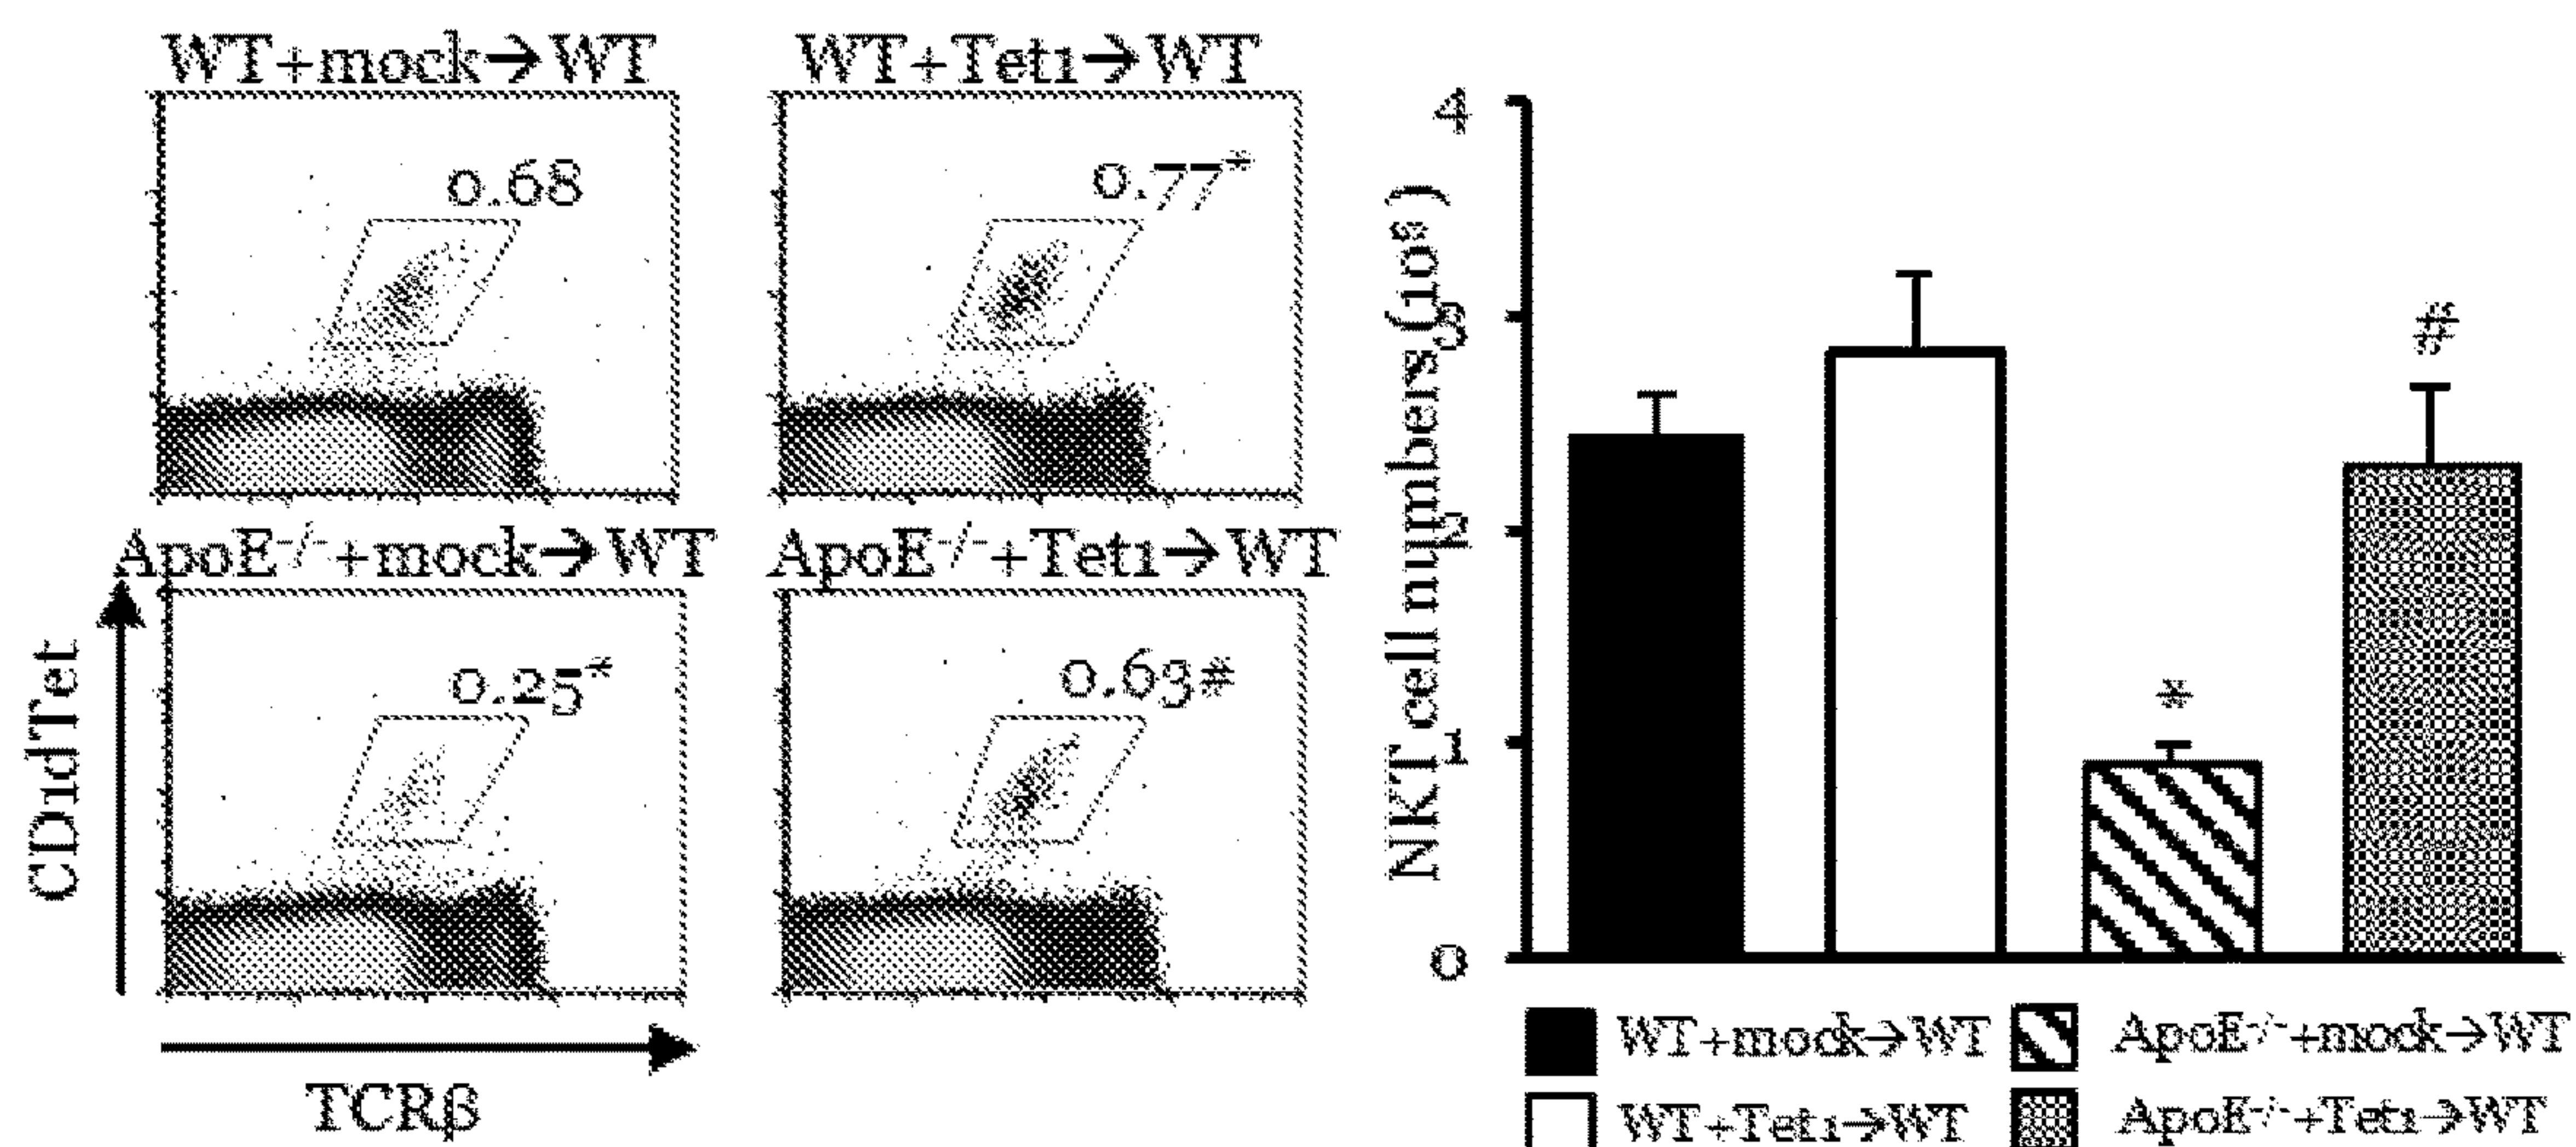 WT+mock→WT
WT+Tet1→WT
0.68
0.77*
ApoE-/-+mock→WT
ApoE-/-+Tet1→WT
0.25*
0.63#
CD1dTet
TCRβ
NKT cell numbers
4
3
2
1
0
*
#
WT+mock→WT
ApoE-/-+mock→WT
WT+Tet1→WT
ApoE-/-+Tet1→WT